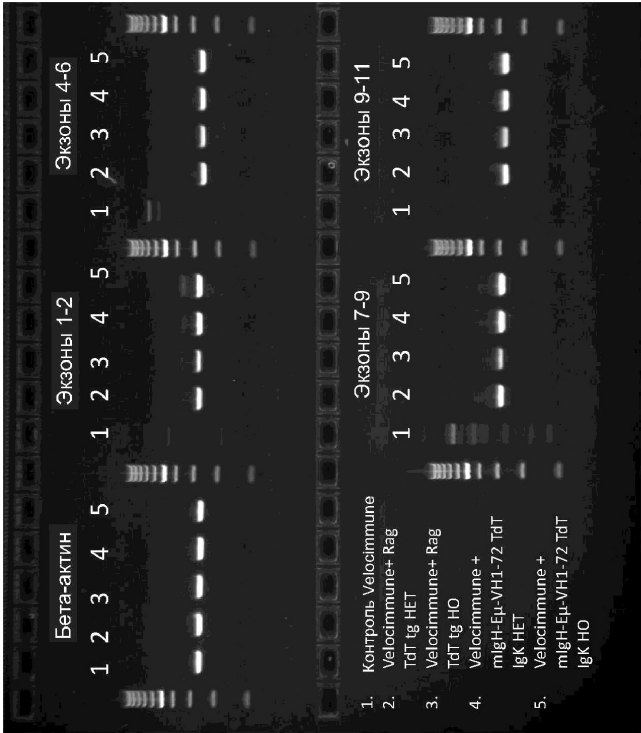 Бета-актин
1 2 3 4 5
Экзоны 1-2
1 2 3 4 5
Экзоны 4-6
1 2 3 4 5
1. Контроль Velocimmune
2. Velocimmune+ Rag
TdT tg HET
3. Velocimmune+ Rag
TdT tg HO
4. Velocimmune +
mIgH-Eμ-VH1-72 TdT
IgK HET
5. Velocimmune +
mIgH-Eμ-VH1-72 TdT
IgK HO
Экзоны 7-9
1 2 3 4 5
Экзоны 9-11
1 2 3 4 5